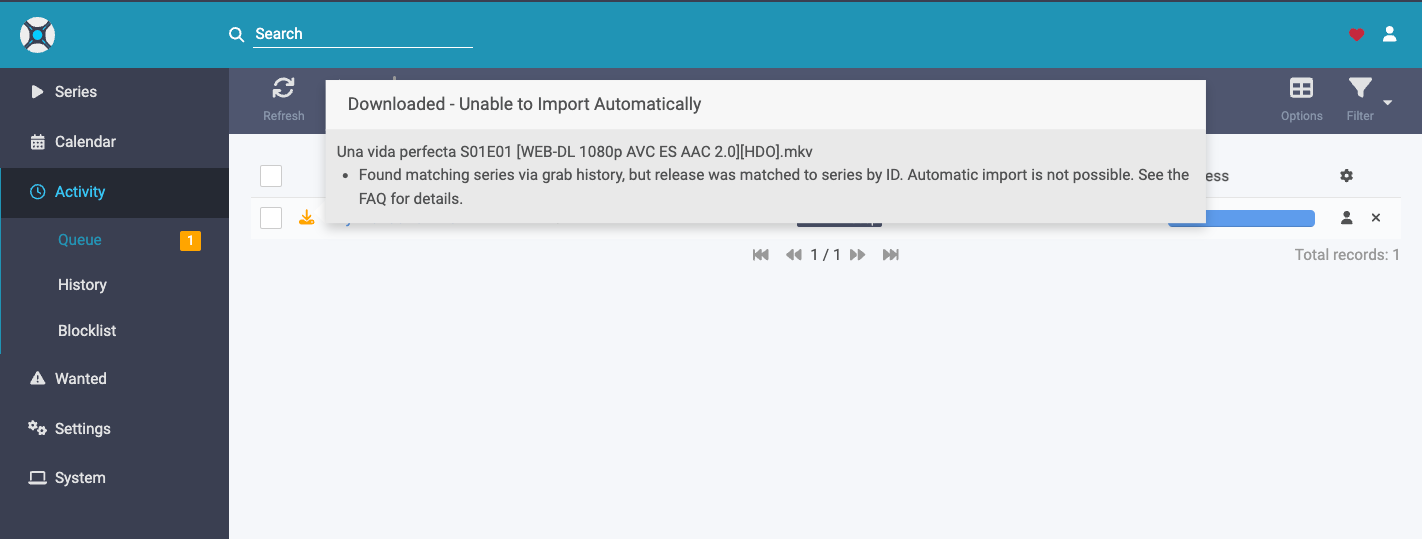 Search
Series
Calendar
Activity
Queue
1
History
Blocklist
Wanted
Settings
System
Refresh
Options
Filter
Downloaded - Unable to Import Automatically
Una vida perfecta S01E01 [WEB-DL 1080p AVC ES AAC 2.0][HDO].mkv
• Found matching series via grab history, but release was matched to series by ID. Automatic import is not possible. See the
FAQ for details.
ess
1 / 1
Total records: 1